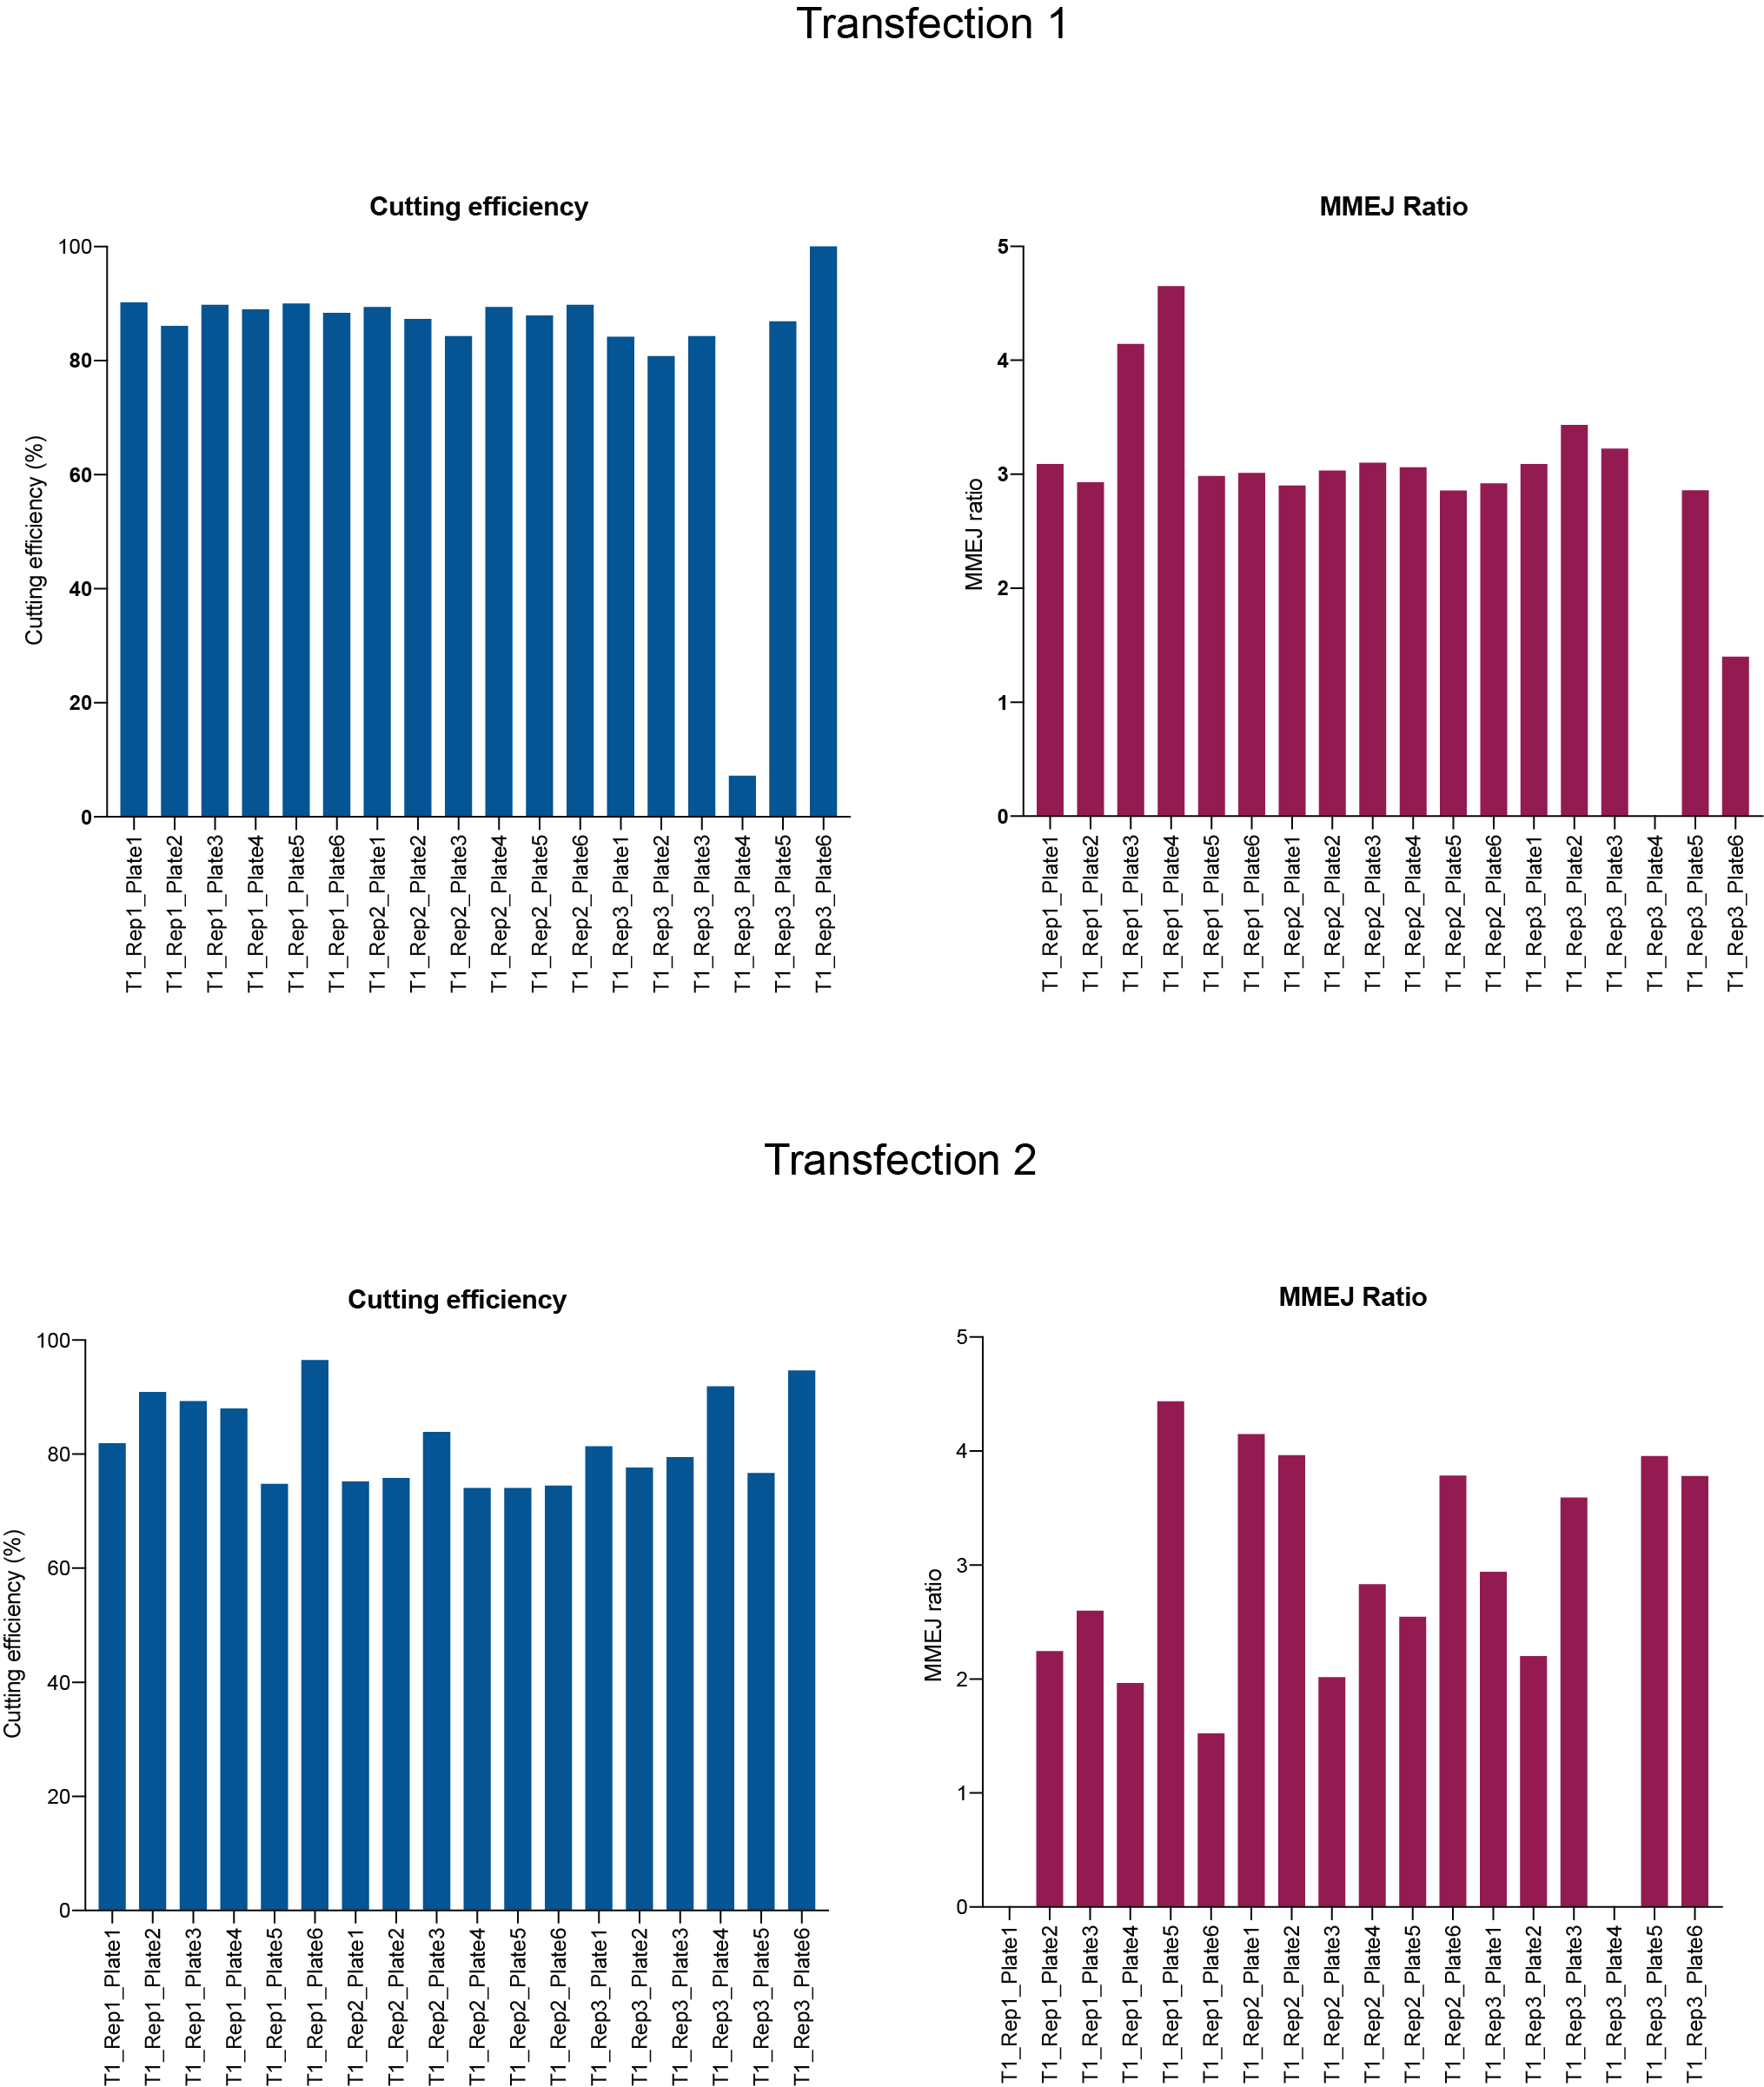 Transfection 1
Cutting efficiency
Cutting efficiency (%)
100
80
60
40
20
0
T1_Rep1_Plate1
T1_Rep1_Plate2
T1_Rep1_Plate3
T1_Rep1_Plate4
T1_Rep1_Plate5
T1_Rep1_Plate6
T1_Rep2_Plate1
T1_Rep2_Plate2
T1_Rep2_Plate3
T1_Rep2_Plate4
T1_Rep2_Plate5
T1_Rep2_Plate6
T1_Rep3_Plate1
T1_Rep3_Plate2
T1_Rep3_Plate3
T1_Rep3_Plate4
T1_Rep3_Plate5
T1_Rep3_Plate6
MMEJ Ratio
MMEJ ratio
5
4
3
2
1
0
T1_Rep1_Plate1
T1_Rep1_Plate2
T1_Rep1_Plate3
T1_Rep1_Plate4
T1_Rep1_Plate5
T1_Rep1_Plate6
T1_Rep2_Plate1
T1_Rep2_Plate2
T1_Rep2_Plate3
T1_Rep2_Plate4
T1_Rep2_Plate5
T1_Rep2_Plate6
T1_Rep3_Plate1
T1_Rep3_Plate2
T1_Rep3_Plate3
T1_Rep3_Plate4
T1_Rep3_Plate5
T1_Rep3_Plate6
Transfection 2
Cutting efficiency
Cutting efficiency (%)
100
80
60
40
20
0
T1_Rep1_Plate1
T1_Rep1_Plate2
T1_Rep1_Plate3
T1_Rep1_Plate4
T1_Rep1_Plate5
T1_Rep1_Plate6
T1_Rep2_Plate1
T1_Rep2_Plate2
T1_Rep2_Plate3
T1_Rep2_Plate4
T1_Rep2_Plate5
T1_Rep2_Plate6
T1_Rep3_Plate1
T1_Rep3_Plate2
T1_Rep3_Plate3
T1_Rep3_Plate4
T1_Rep3_Plate5
T1_Rep3_Plate6
MMEJ Ratio
MMEJ ratio
5
4
3
2
1
0
T1_Rep1_Plate1
T1_Rep1_Plate2
T1_Rep1_Plate3
T1_Rep1_Plate4
T1_Rep1_Plate5
T1_Rep1_Plate6
T1_Rep2_Plate1
T1_Rep2_Plate2
T1_Rep2_Plate3
T1_Rep2_Plate4
T1_Rep2_Plate5
T1_Rep2_Plate6
T1_Rep3_Plate1
T1_Rep3_Plate2
T1_Rep3_Plate3
T1_Rep3_Plate4
T1_Rep3_Plate5
T1_Rep3_Plate6